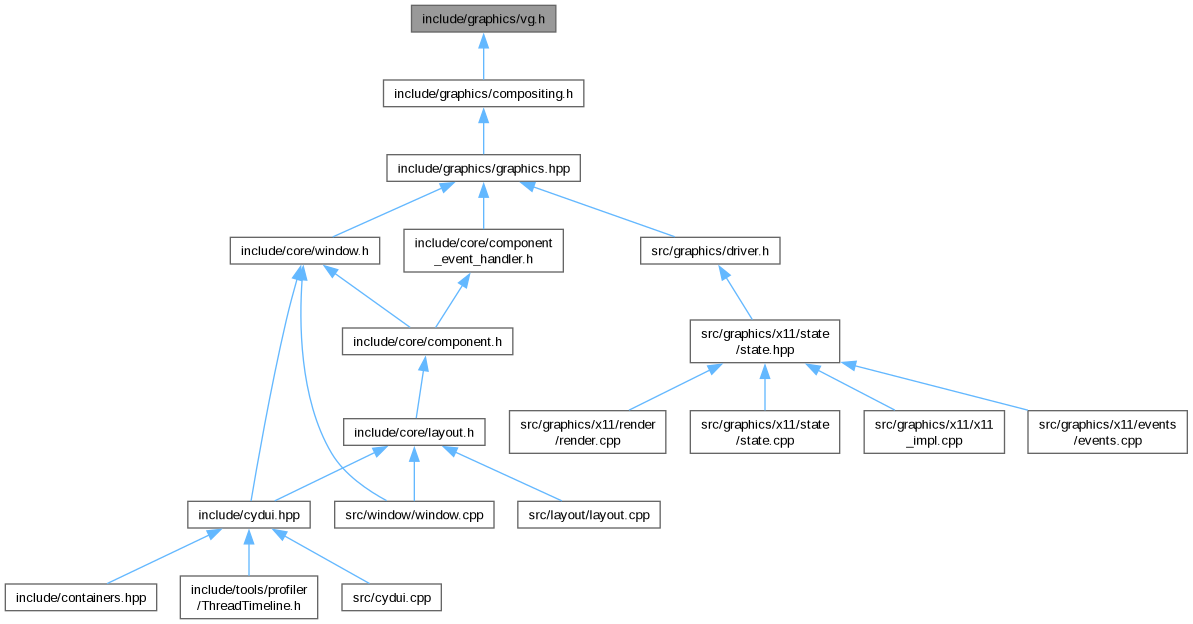 include/graphics/vg.h
include/graphics/compositing.h
include/graphics/graphics.hpp
include/core/window.h
include/core/component
_event_handler.h
src/graphics/driver.h
include/core/component.h
src/graphics/x11/state
/state.hpp
include/core/layout.h
src/graphics/x11/render
/render.cpp
src/graphics/x11/state
/state.cpp
src/graphics/x11/x11
_impl.cpp
src/graphics/x11/events
/events.cpp
include/cydui.hpp
src/window/window.cpp
src/layout/layout.cpp
include/containers.hpp
include/tools/profiler
/ThreadTimeline.h
src/cydui.cpp